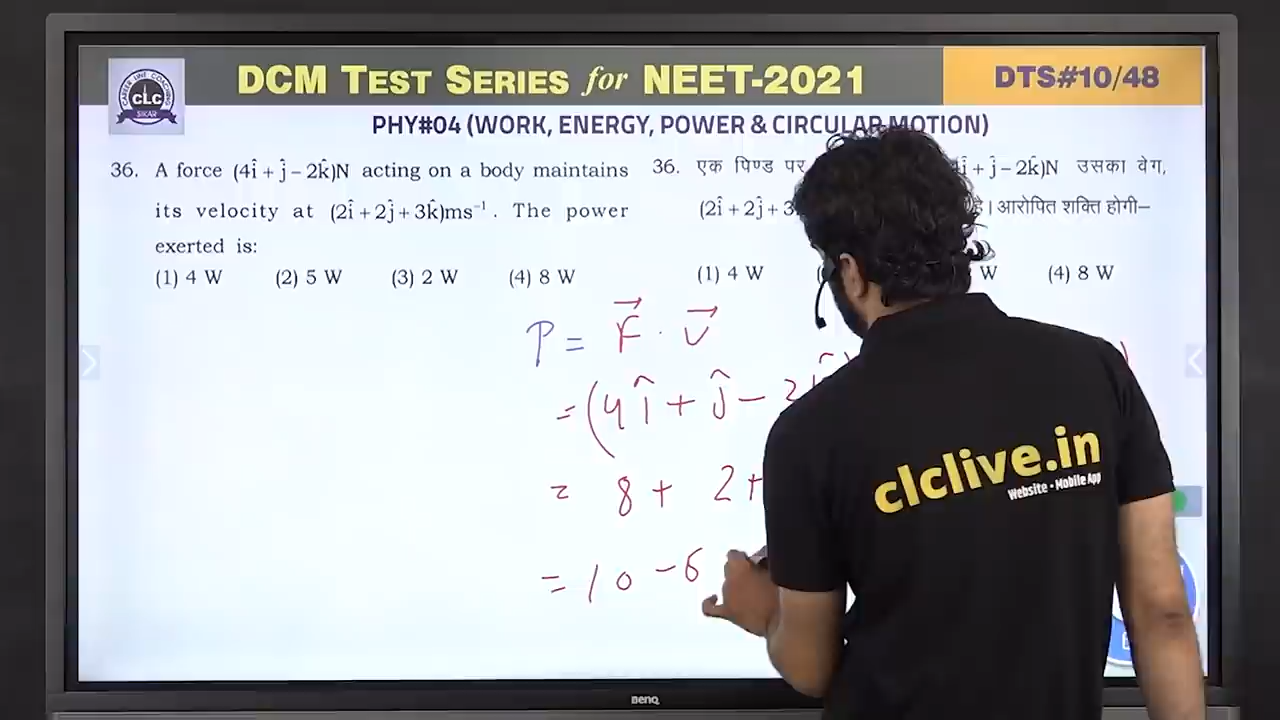 DCM TEST SERIES for NEET-2021
DTS#10/48
CLC
SIKAR
PHY#04 (WORK, ENERGY, POWER & CIRCULAR MOTION)
36. A force (4î + ĵ – 2k̂)N acting on a body maintains
its velocity at (2î + 2ĵ + 3k̂)ms⁻¹. The power
exerted is:
(1) 4 W (2) 5 W (3) 2 W (4) 8 W
36. एक पिण्ड पर î + ĵ – 2k̂)N उसका वेग,
(2î + 2ĵ + 3 है। आरोपित शक्ति होगी–
(1) 4 W W (4) 8 W
P = F⃗ . v⃗
= (4î + ĵ – 2
= 8 + 2 +
= 10 – 6
clclive.in
Website • Mobile App
BENQ